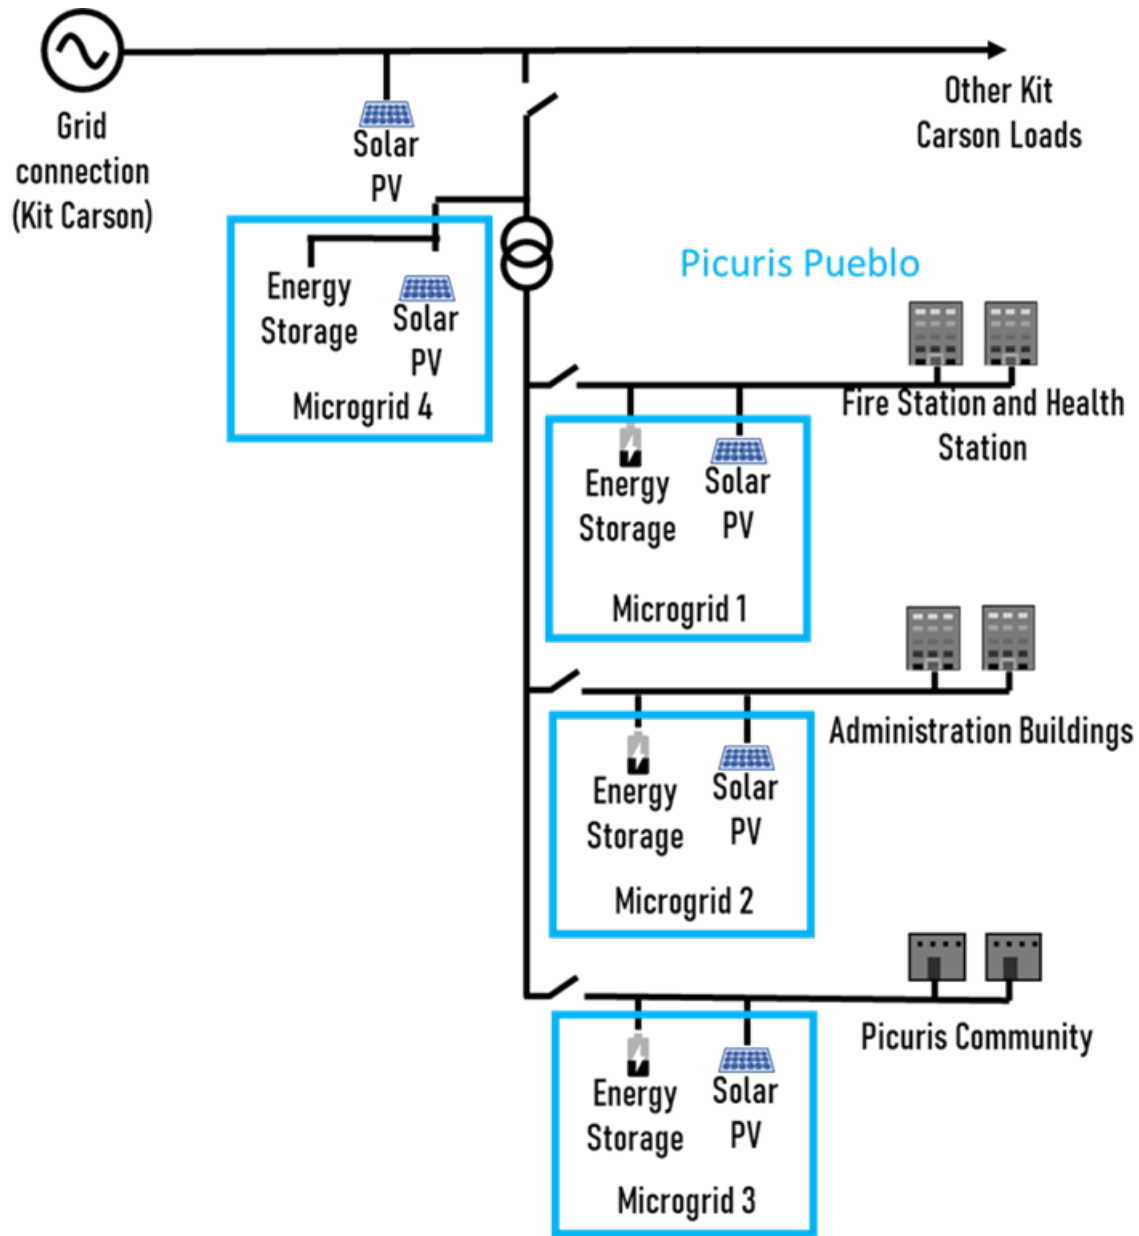 Grid
connection
(Kit Carson)
Solar
PV
Other Kit
Carson Loads
Energy
Storage
Solar
PV
Microgrid 4
Picuris Pueblo
Fire Station and Health
Station
Energy
Storage
Solar
PV
Microgrid 1
Administration Buildings
Energy
Storage
Solar
PV
Microgrid 2
Picuris Community
Energy
Storage
Solar
PV
Microgrid 3